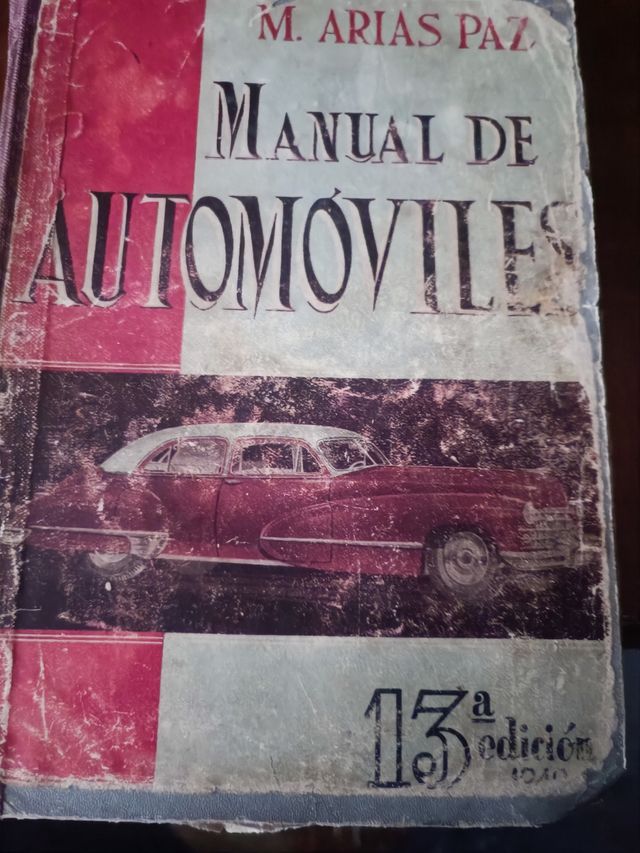 M. ARIAS PAZ
MANUAL DE
AUTOMÓVILES
13ª
edición